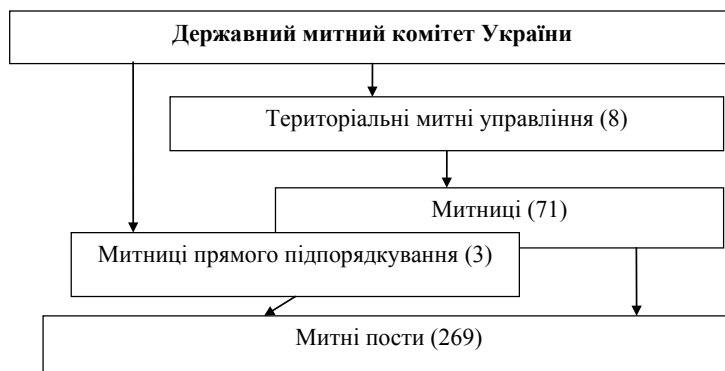 Державний митний комітет України
Територіальні митні управління (8)
Митниці (71)
Митниці прямого підпорядкування (3)
Митні пости (269)